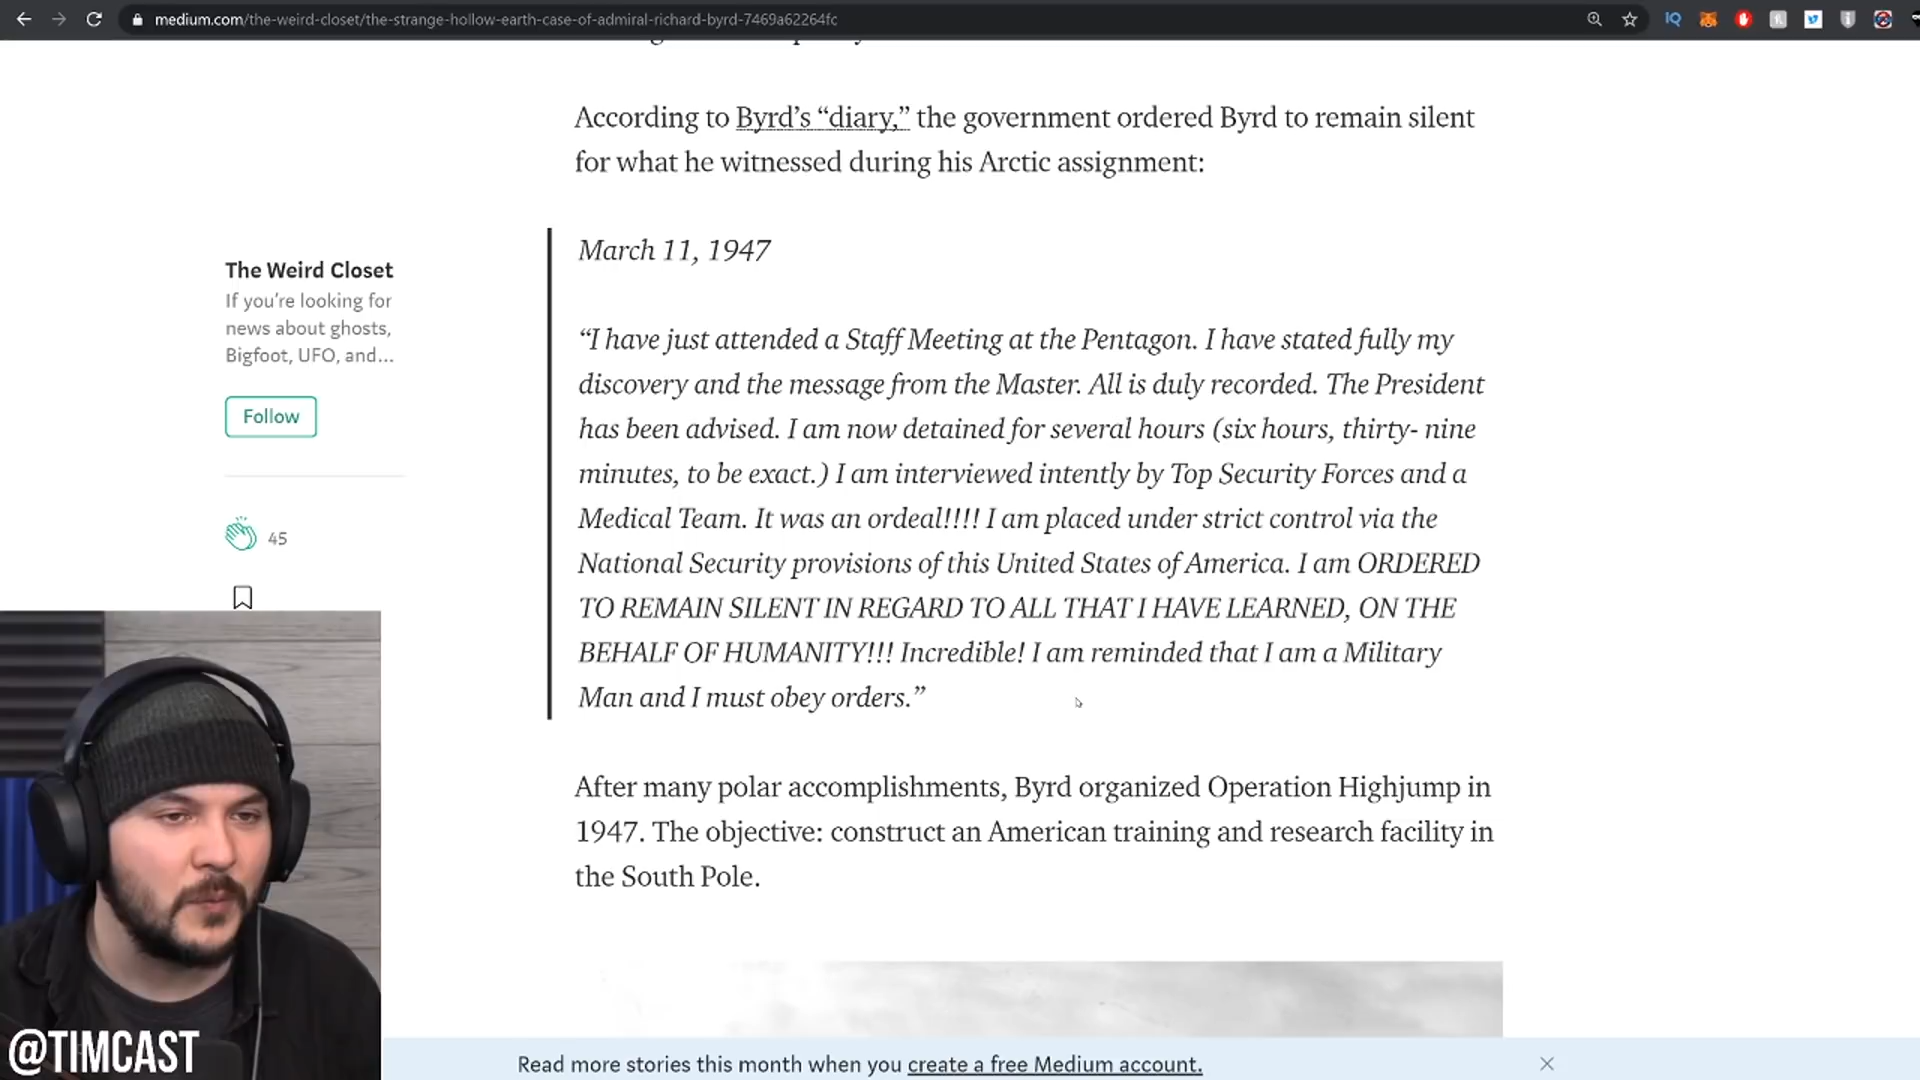 medium.com/the-weird-closet/the-strange-hollow-earth-case-of-admiral-richard-byrd-7469a62264fc
According to Byrd’s “diary,” the government ordered Byrd to remain silent
for what he witnessed during his Arctic assignment:
March 11, 1947
“I have just attended a Staff Meeting at the Pentagon. I have stated fully my
discovery and the message from the Master. All is duly recorded. The President
has been advised. I am now detained for several hours (six hours, thirty- nine
minutes, to be exact.) I am interviewed intently by Top Security Forces and a
Medical Team. It was an ordeal!!!! I am placed under strict control via the
National Security provisions of this United States of America. I am ORDERED
TO REMAIN SILENT IN REGARD TO ALL THAT I HAVE LEARNED, ON THE
BEHALF OF HUMANITY!!! Incredible! I am reminded that I am a Military
Man and I must obey orders.”
After many polar accomplishments, Byrd organized Operation Highjump in
1947. The objective: construct an American training and research facility in
the South Pole.
The Weird Closet
If you’re looking for
news about ghosts,
Bigfoot, UFO, and...
Follow
45
@TIMCAST
Read more stories this month when you create a free Medium account.